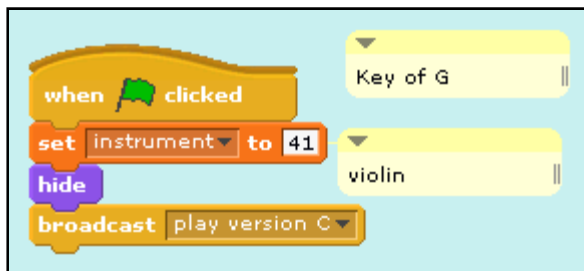 Key of G
when clicked
set instrument to 41
violin
hide
broadcast play version C